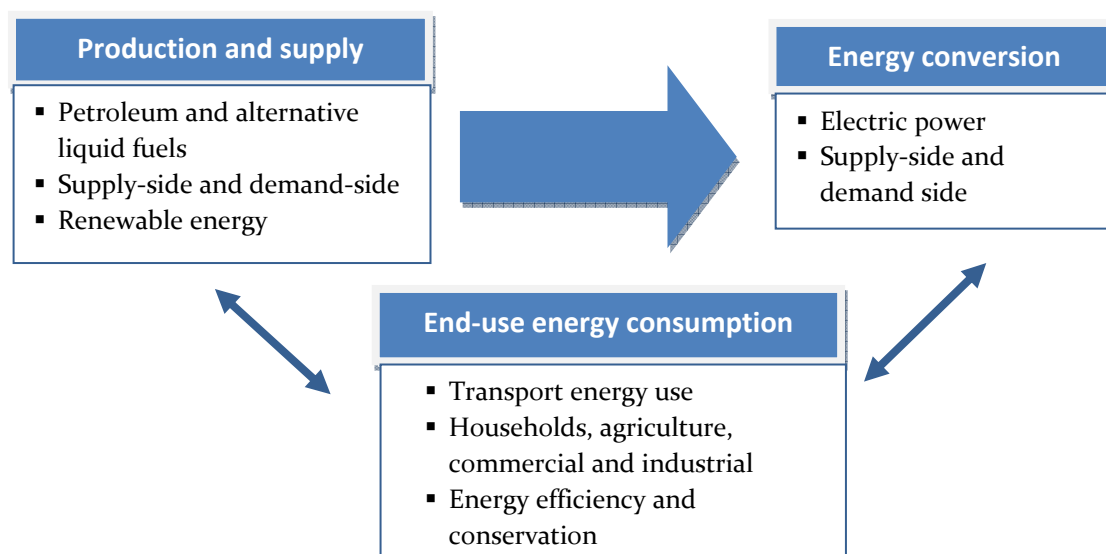 Production and supply
▪ Petroleum and alternative
liquid fuels
▪ Supply-side and demand-side
▪ Renewable energy
Energy conversion
▪ Electric power
▪ Supply-side and
demand side
End-use energy consumption
▪ Transport energy use
▪ Households, agriculture,
commercial and industrial
▪ Energy efficiency and
conservation